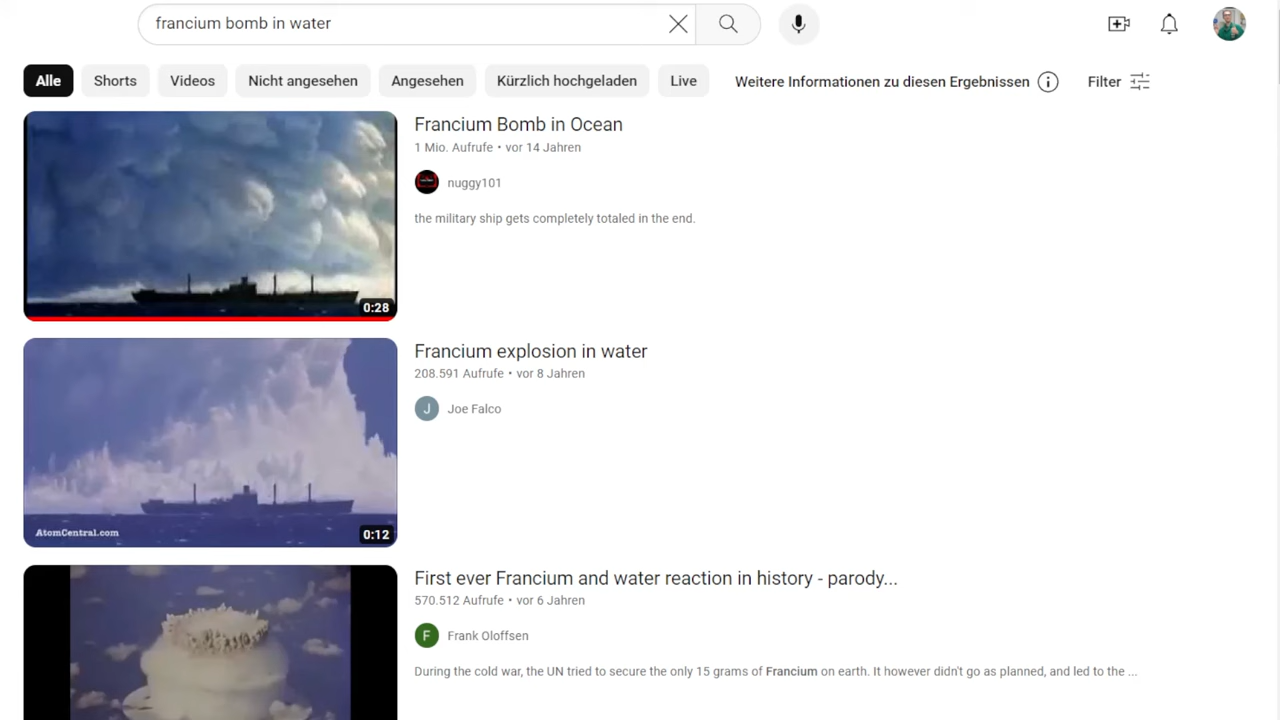 francium bomb in water
Alle Shorts Videos Nicht angesehen Angesehen Kürzlich hochgeladen Live Weitere Informationen zu diesen Ergebnissen Filter
Francium Bomb in Ocean
1 Mio. Aufrufe • vor 14 Jahren
nuggy101
the military ship gets completely totaled in the end.
0:28
Francium explosion in water
208.591 Aufrufe • vor 8 Jahren
J Joe Falco
AtomCentral.com
0:12
First ever Francium and water reaction in history - parody...
570.512 Aufrufe • vor 6 Jahren
F Frank Oloffsen
During the cold war, the UN tried to secure the only 15 grams of Francium on earth. It however didn't go as planned, and led to the ...